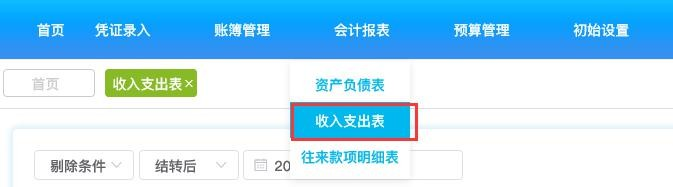 首页 凭证录入 账簿管理 会计报表 预算管理 初始设置
首页 收入支出表×
资产负债表
收入支出表
往来款项明细表
剔除条件 结转后 20